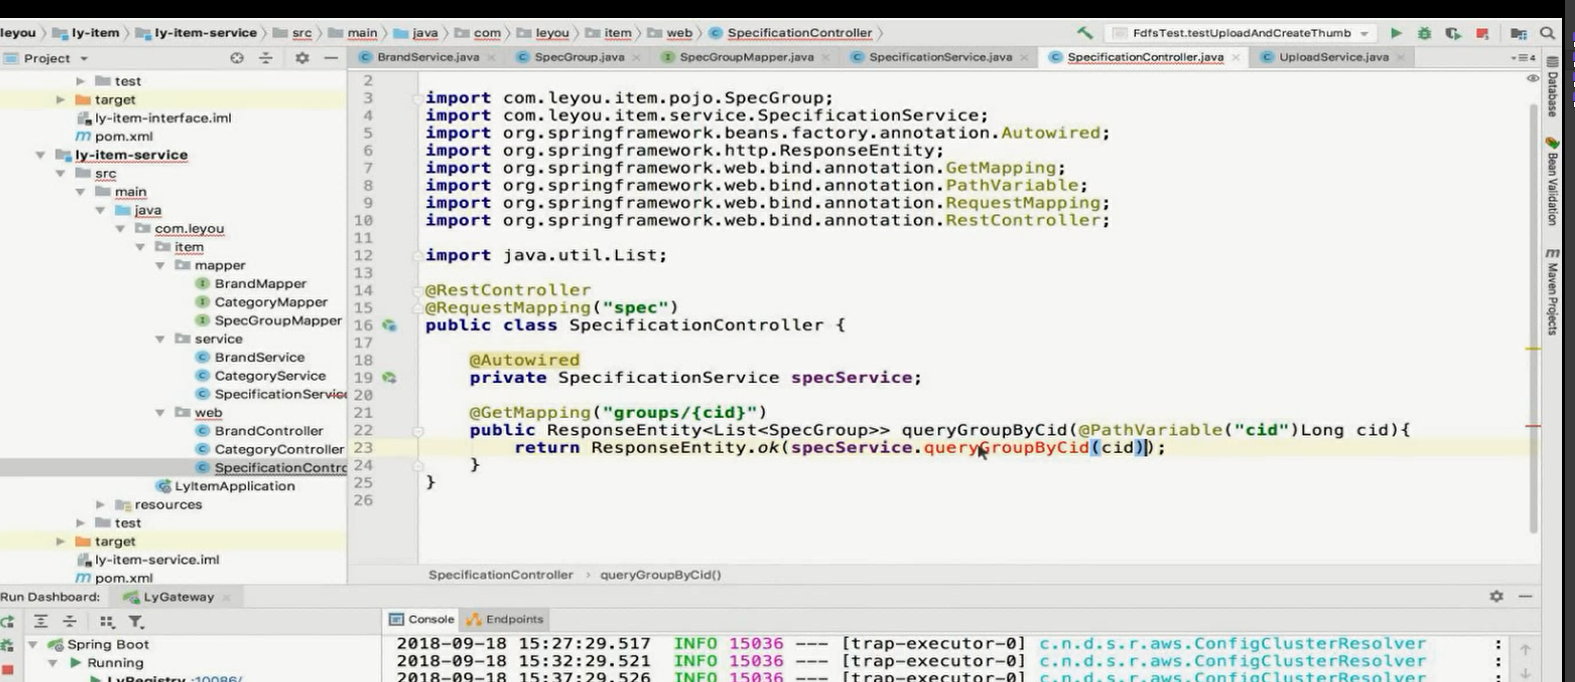 leyou ly-item ly-item-service src main java com leyou item web SpecificationController FdfsTest.testUploadAndCreateThumb
Project BrandService.java SpecGroup.java SpecGroupMapper.java SpecificationService.java SpecificationController.java UploadService.java
test
target
ly-item-interface.iml
pom.xml
ly-item-service
src
main
java
com.leyou
item
mapper
BrandMapper
CategoryMapper
SpecGroupMapper
service
BrandService
CategoryService
SpecificationService
web
BrandController
CategoryController
SpecificationContro
LyItemApplication
resources
test
target
ly-item-service.iml
pom.xml
2
3 import com.leyou.item.pojo.SpecGroup;
4 import com.leyou.item.service.SpecificationService;
5 import org.springframework.beans.factory.annotation.Autowired;
6 import org.springframework.http.ResponseEntity;
7 import org.springframework.web.bind.annotation.GetMapping;
8 import org.springframework.web.bind.annotation.PathVariable;
9 import org.springframework.web.bind.annotation.RequestMapping;
10 import org.springframework.web.bind.annotation.RestController;
11
12 import java.util.List;
13
14 @RestController
15 @RequestMapping("spec")
16 public class SpecificationController {
17
18 @Autowired
19 private SpecificationService specService;
20
21 @GetMapping("groups/{cid}")
22 public ResponseEntity<List<SpecGroup>> queryGroupByCid(@PathVariable("cid")Long cid){
23 return ResponseEntity.ok(specService.queryGroupByCid(cid));
24 }
25 }
26
SpecificationController › queryGroupByCid()
Database
Bean Validation
Maven Projects
Run Dashboard: LyGateway
Console Endpoints
Spring Boot
Running
LyRegistry :10086/
2018-09-18 15:27:29.517 INFO 15036 --- [trap-executor-0] c.n.d.s.r.aws.ConfigClusterResolver :
2018-09-18 15:32:29.521 INFO 15036 --- [trap-executor-0] c.n.d.s.r.aws.ConfigClusterResolver :
2018-09-18 15:37:29.526 INFO 15036 --- [trap-executor-0] c.n.d.s.r.aws.ConfigClusterResolver :